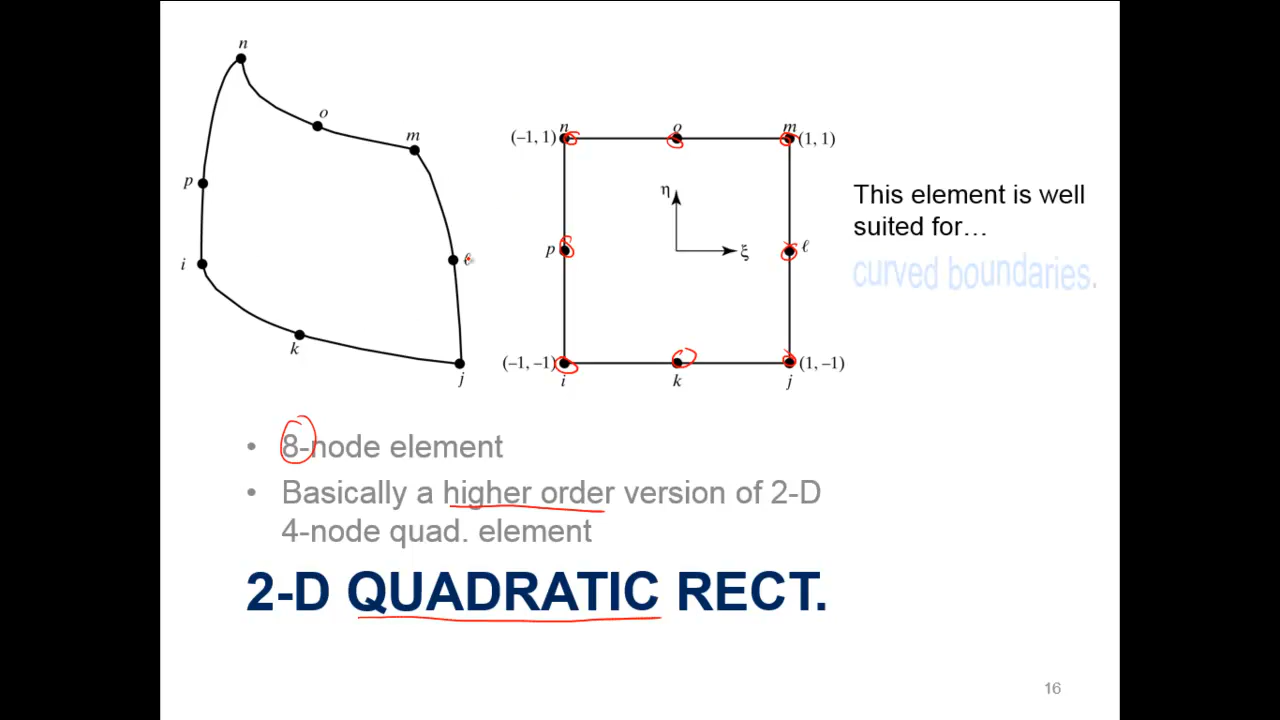 n
o
m
p
ℓ
i
k
j
n
o
m
(–1, 1)
(1, 1)
η
ξ
p
ℓ
(–1, –1)
(1, –1)
i
k
j
This element is well
suited for…
curved boundaries.
• 8-node element
• Basically a higher order version of 2-D
4-node quad. element
2-D QUADRATIC RECT.
16